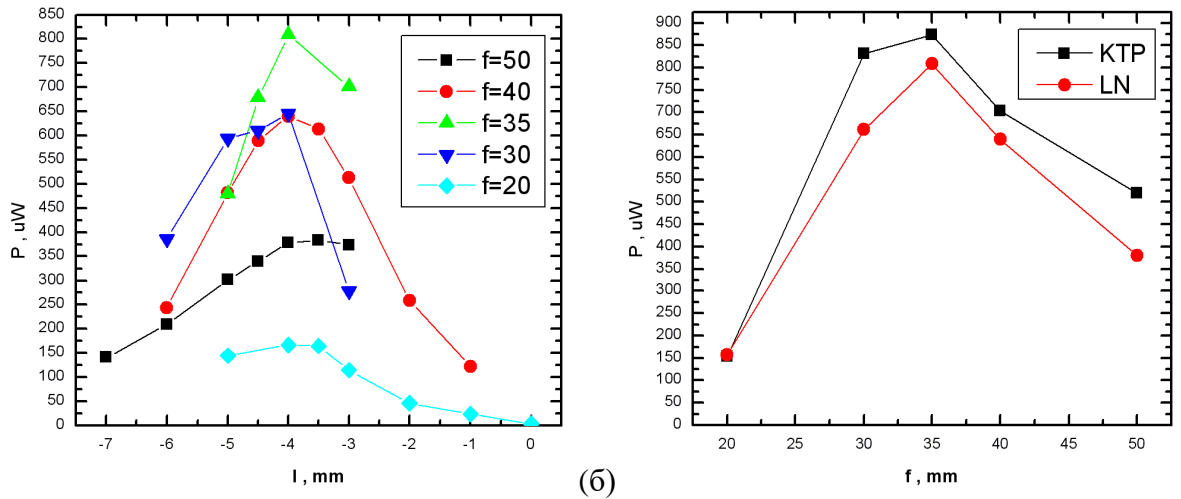 850
800
750
700
650
600
550
500
450
400
350
300
250
200
150
100
50
0
P , uW
-7 -6 -5 -4 -3 -2 -1 0
l , mm
f=50
f=40
f=35
f=30
f=20
(б)
900
850
800
750
700
650
600
550
500
450
400
350
300
250
200
150
100
50
0
P , uW
20 25 30 35 40 45 50
f , mm
KTP
LN